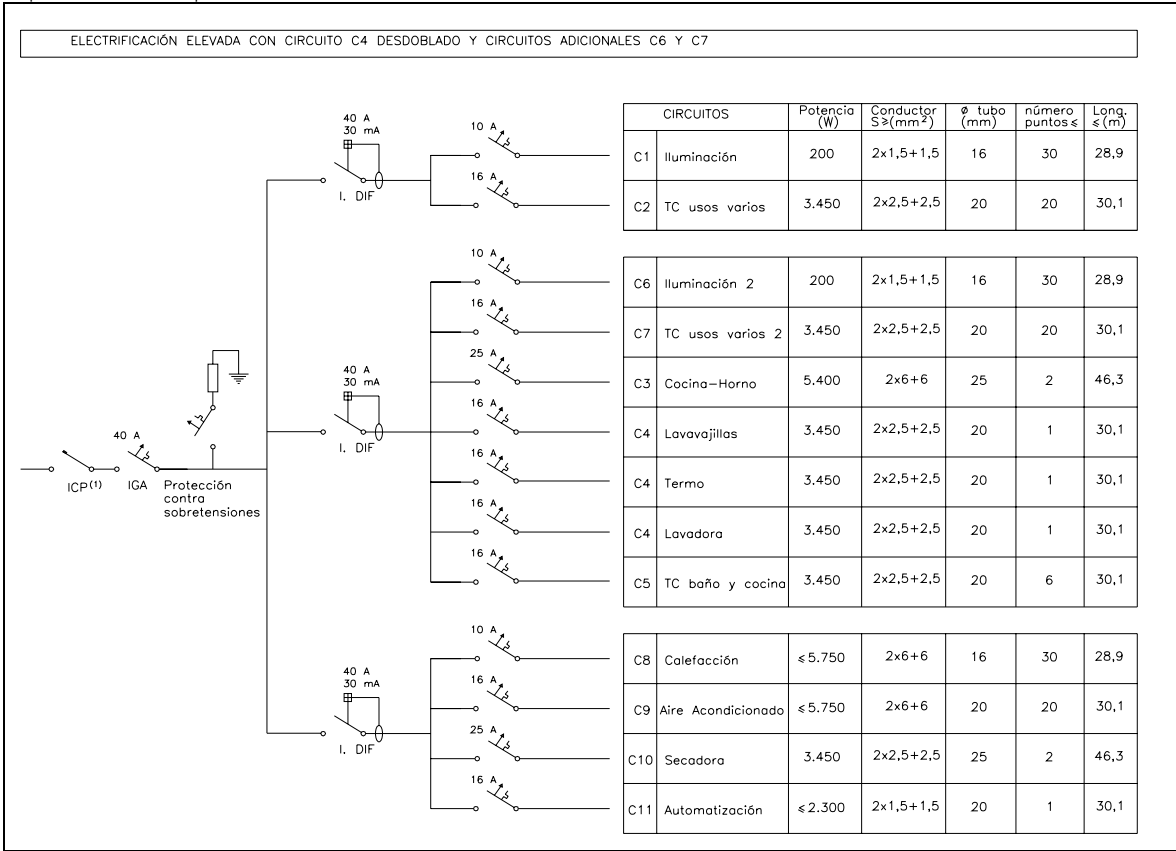 ELECTRIFICACIÓN ELEVADA CON CIRCUITO C4 DESDOBLADO Y CIRCUITOS ADICIONALES C6 Y C7
CIRCUITOS Potencia (W) Conductor S≥(mm²) ø tubo (mm) número puntos≤ Long. ≤(m)
40 A
30 mA
I. DIF
10 A
C1 Iluminación 200 2x1,5+1,5 16 30 28,9
16 A
C2 TC usos varios 3.450 2x2,5+2,5 20 20 30,1
40 A
30 mA
I. DIF
10 A
C6 Iluminación 2 200 2x1,5+1,5 16 30 28,9
16 A
C7 TC usos varios 2 3.450 2x2,5+2,5 20 20 30,1
25 A
C3 Cocina-Horno 5.400 2x6+6 25 2 46,3
16 A
C4 Lavavajillas 3.450 2x2,5+2,5 20 1 30,1
16 A
C4 Termo 3.450 2x2,5+2,5 20 1 30,1
16 A
C4 Lavadora 3.450 2x2,5+2,5 20 1 30,1
16 A
C5 TC baño y cocina 3.450 2x2,5+2,5 20 6 30,1
40 A
ICP(1) IGA Protección
contra
sobretensiones
40 A
30 mA
I. DIF
10 A
C8 Calefacción ≤5.750 2x6+6 16 30 28,9
16 A
C9 Aire Acondicionado ≤5.750 2x6+6 20 20 30,1
25 A
C10 Secadora 3.450 2x2,5+2,5 25 2 46,3
16 A
C11 Automatización ≤2.300 2x1,5+1,5 20 1 30,1